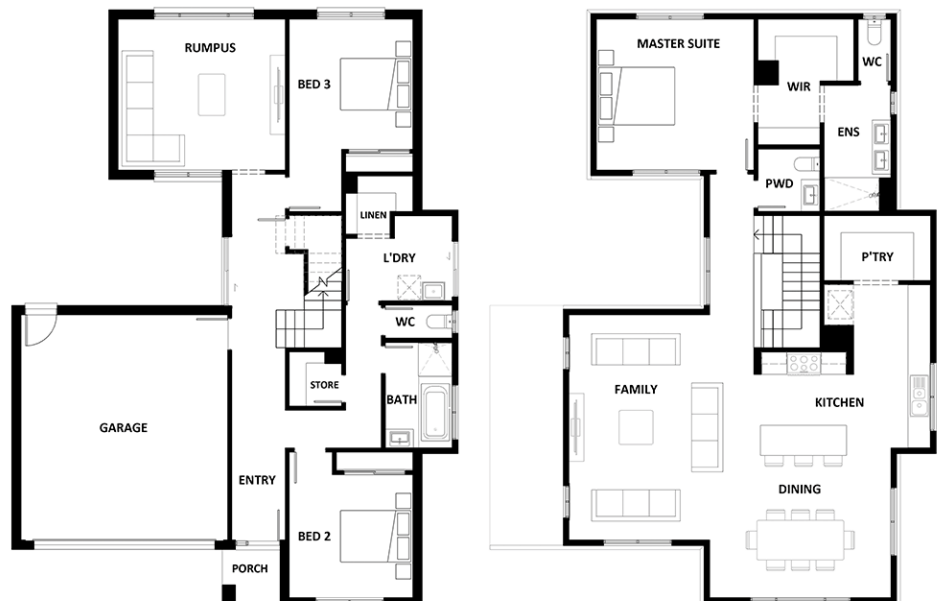 RUMPUS
BED 3
LINEN
L'DRY
WC
STORE
BATH
GARAGE
ENTRY
BED 2
PORCH
MASTER SUITE
WC
WIR
ENS
PWD
P'TRY
FAMILY
KITCHEN
DINING